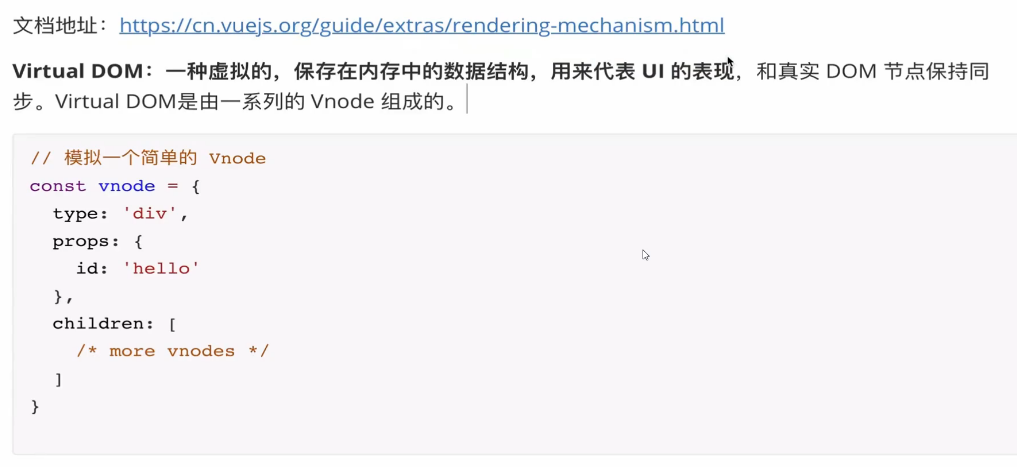 文档地址：https://cn.vuejs.org/guide/extras/rendering-mechanism.html
Virtual DOM：一种虚拟的，保存在内存中的数据结构，用来代表 UI 的表现，和真实 DOM 节点保持同
步。Virtual DOM是由一系列的 Vnode 组成的。
// 模拟一个简单的 Vnode
const vnode = {
  type: 'div',
  props: {
    id: 'hello'
  },
  children: [
    /* more vnodes */
  ]
}